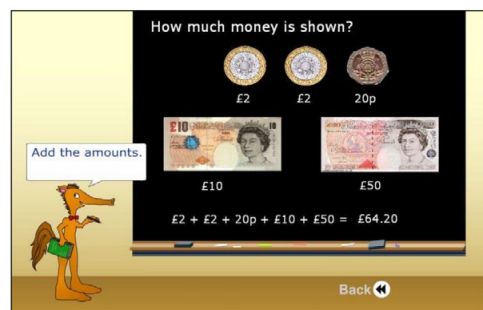 How much money is shown?
£2 £2 20p
£10 £50
Add the amounts.
£2 + £2 + 20p + £10 + £50 = £64.20
Back